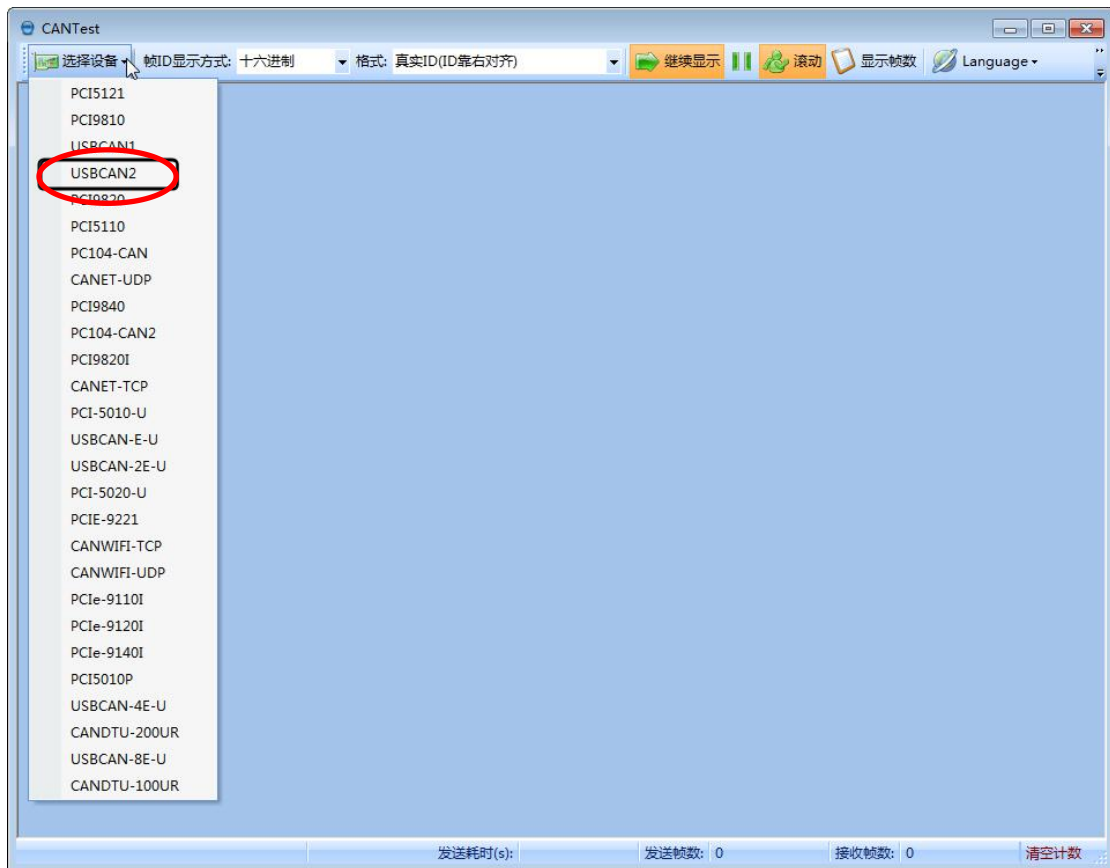 CANTest
选择设备 帧ID显示方式: 十六进制 格式: 真实ID(ID靠右对齐) 继续显示 滚动 显示帧数 Language
PCI5121
PCI9810
USBCAN1
USBCAN2
PCI9820
PCI5110
PC104-CAN
CANET-UDP
PCI9840
PC104-CAN2
PCI9820I
CANET-TCP
PCI-5010-U
USBCAN-E-U
USBCAN-2E-U
PCI-5020-U
PCIE-9221
CANWIFI-TCP
CANWIFI-UDP
PCIe-9110I
PCIe-9120I
PCIe-9140I
PCI5010P
USBCAN-4E-U
CANDTU-200UR
USBCAN-8E-U
CANDTU-100UR
发送耗时(s): 发送帧数: 0 接收帧数: 0 清空计数